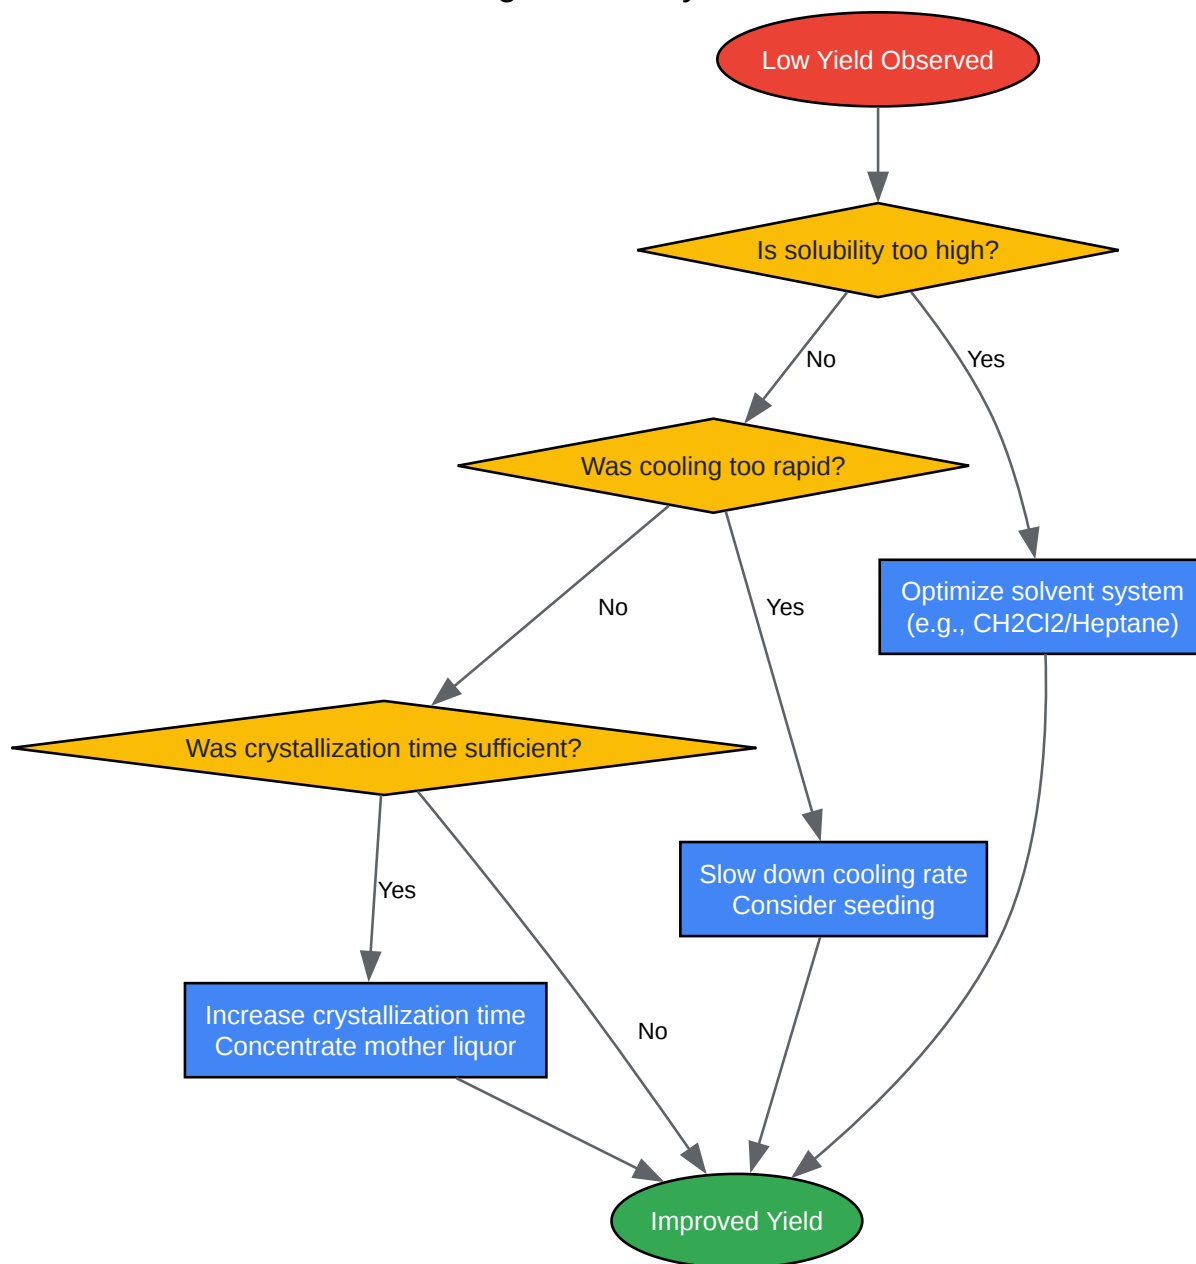 Low Yield Observed
Is solubility too high?
No
Yes
Was cooling too rapid?
No
Yes
Optimize solvent system
(e.g., CH2Cl2/Heptane)
Was crystallization time sufficient?
Yes
No
Slow down cooling rate
Consider seeding
Increase crystallization time
Concentrate mother liquor
Improved Yield